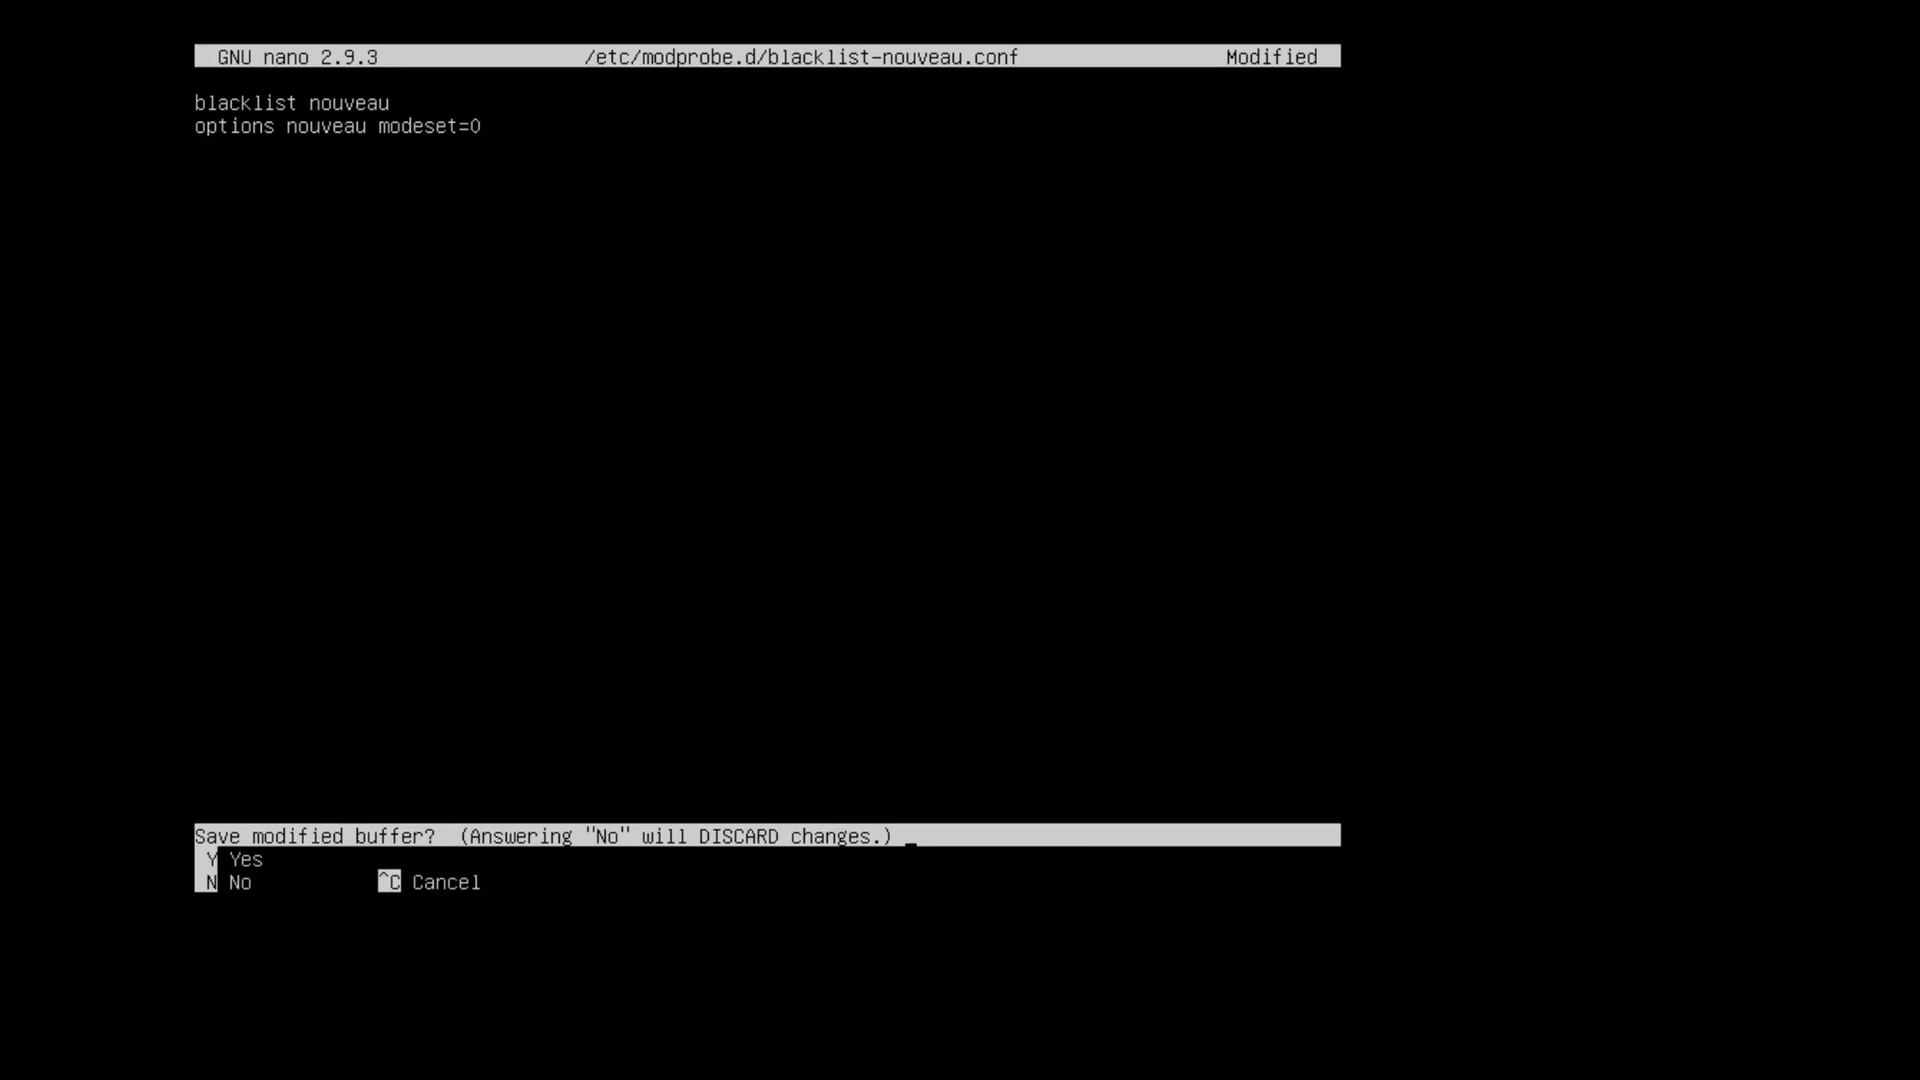 GNU nano 2.9.3 /etc/modprobe.d/blacklist-nouveau.conf Modified
blacklist nouveau
options nouveau modeset=0
Save modified buffer?  (Answering "No" will DISCARD changes.)
Y Yes
N No ^C Cancel